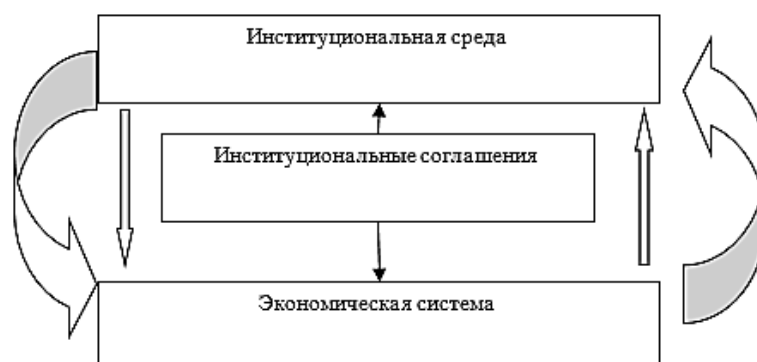 Институциональная среда
Институциональные соглашения
Экономическая система